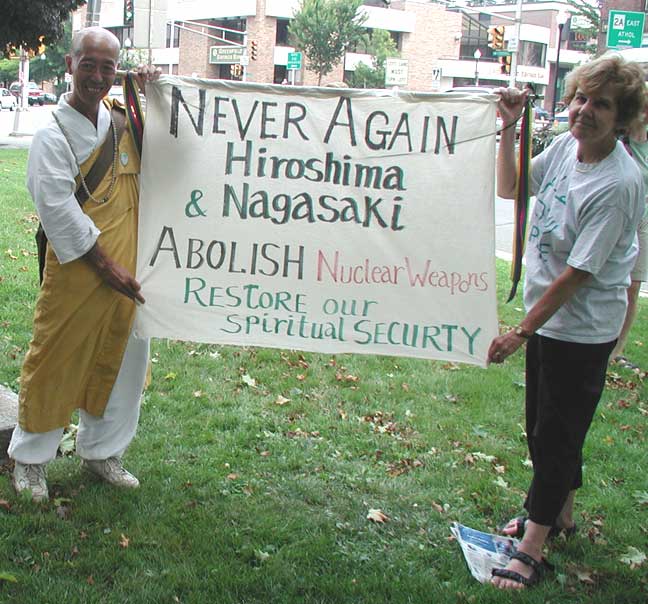 NEVER AGAIN
Hiroshima
& NAGASAKI
ABOLISH NUCLEAR WEAPONS
RESTORE OUR
SPIRITUAL SECURTY
2A
EAST
ATHOL